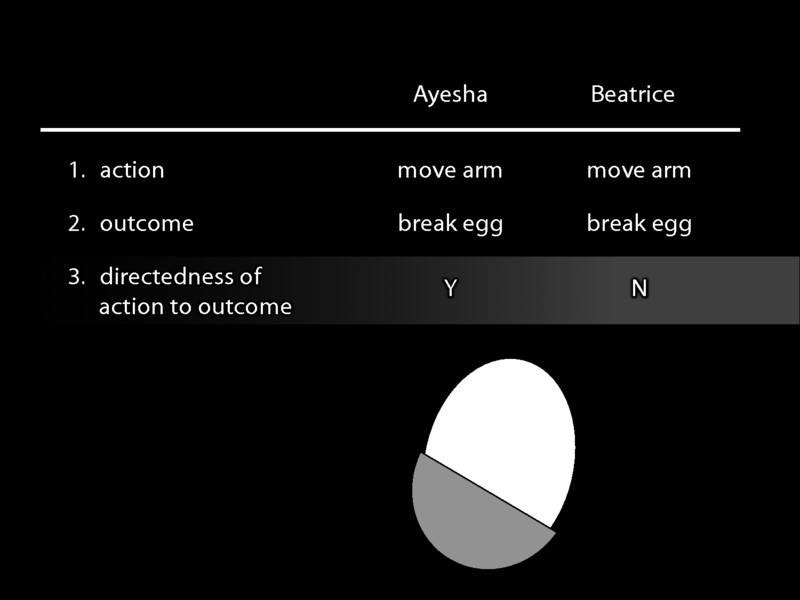 Ayesha Beatrice
1. action move arm move arm
2. outcome break egg break egg
3. directedness of
action to outcome Y N